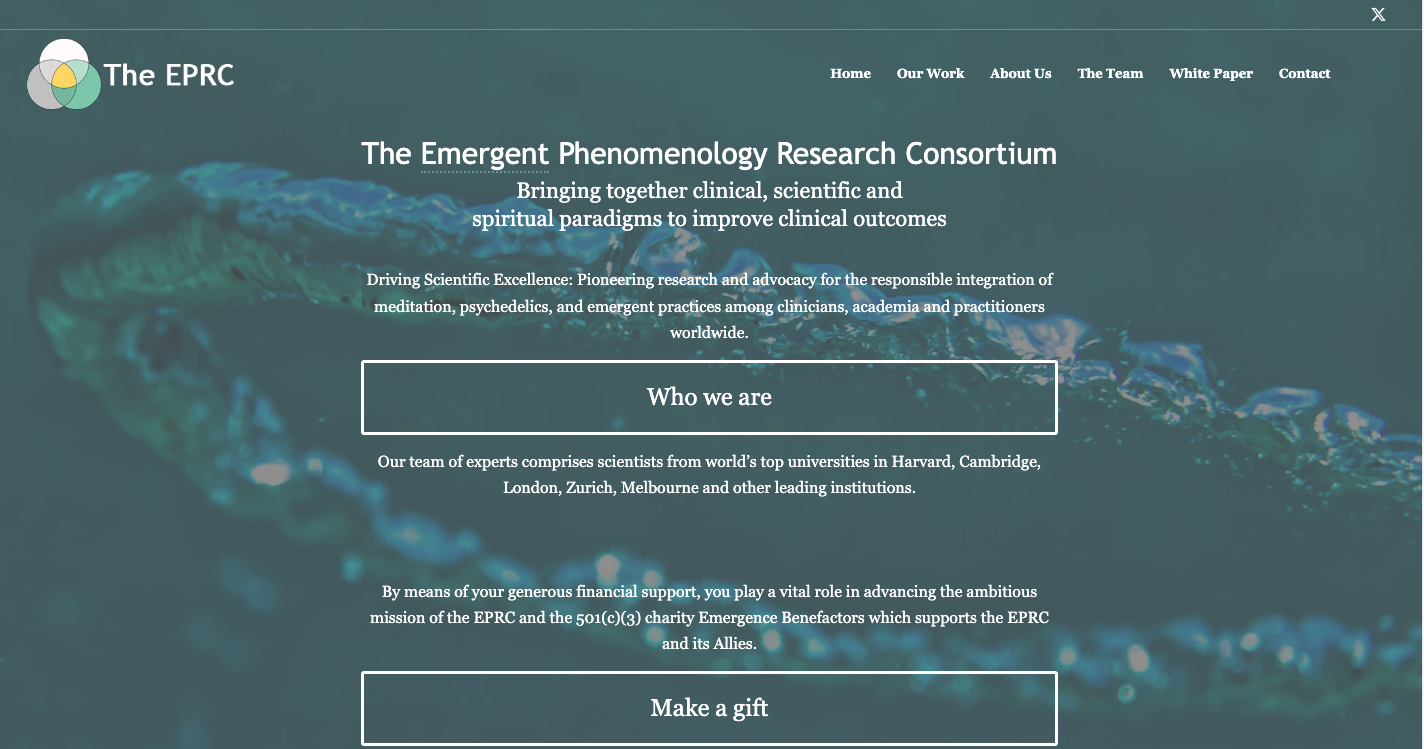 The EPRC
Home
Our Work
About Us
The Team
White Paper
Contact
The Emergent Phenomenology Research Consortium
Bringing together clinical, scientific and
spiritual paradigms to improve clinical outcomes
Driving Scientific Excellence: Pioneering research and advocacy for the responsible integration of
meditation, psychedelics, and emergent practices among clinicians, academia and practitioners
worldwide.
Who we are
Our team of experts comprises scientists from world’s top universities in Harvard, Cambridge,
London, Zurich, Melbourne and other leading institutions.
By means of your generous financial support, you play a vital role in advancing the ambitious
mission of the EPRC and the 501(c)(3) charity Emergence Benefactors which supports the EPRC
and its Allies.
Make a gift